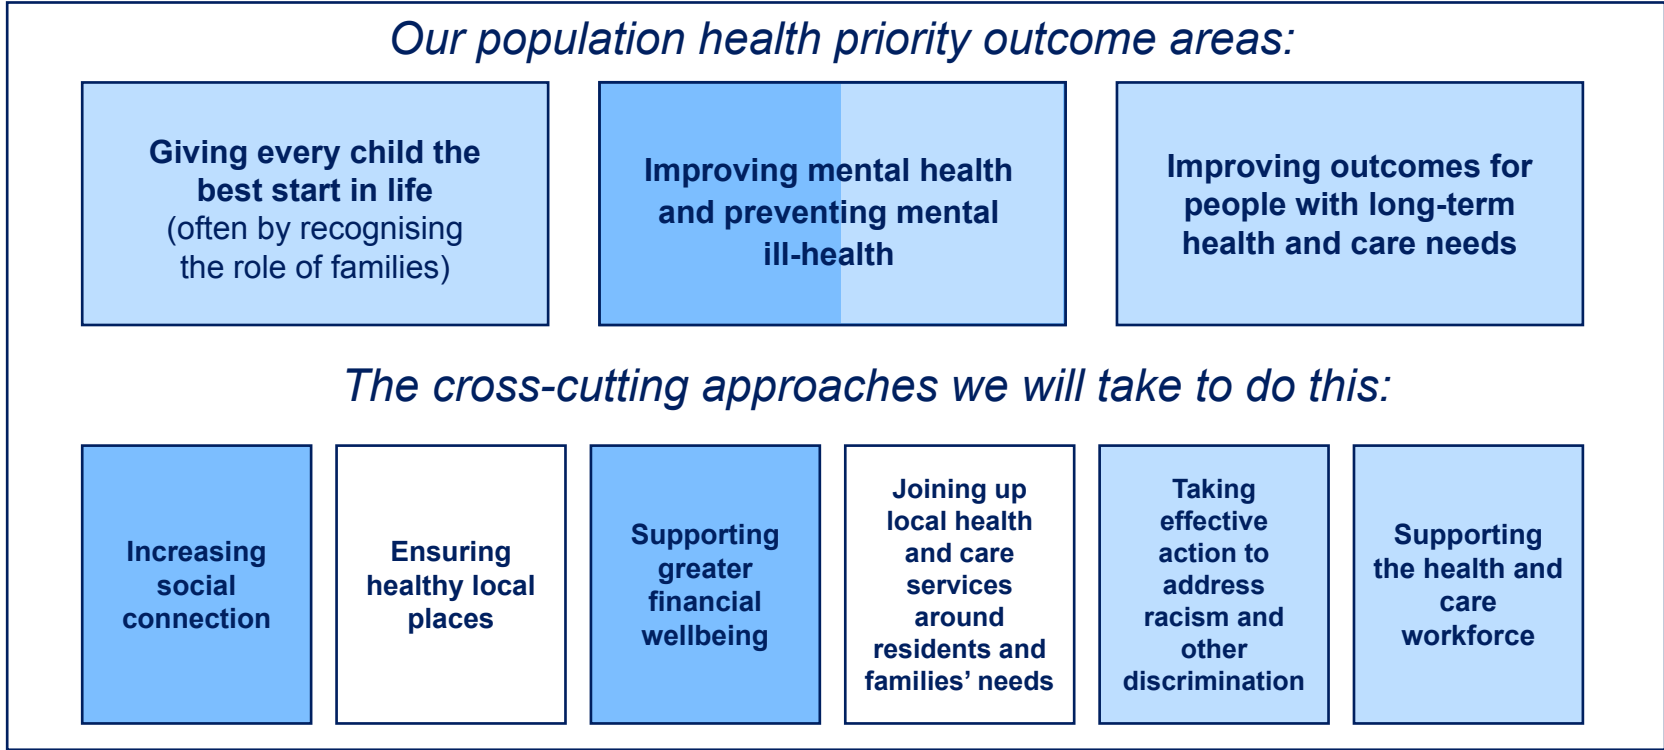 Our population health priority outcome areas:
Giving every child the
best start in life
(often by recognising
the role of families)
Improving mental health
and preventing mental
ill-health
Improving outcomes for
people with long-term
health and care needs
The cross-cutting approaches we will take to do this:
Increasing
social
connection
Ensuring
healthy local
places
Supporting
greater
financial
wellbeing
Joining up
local health
and care
services
around
residents and
families’ needs
Taking
effective
action to
address
racism and
other
discrimination
Supporting
the health and
care
workforce